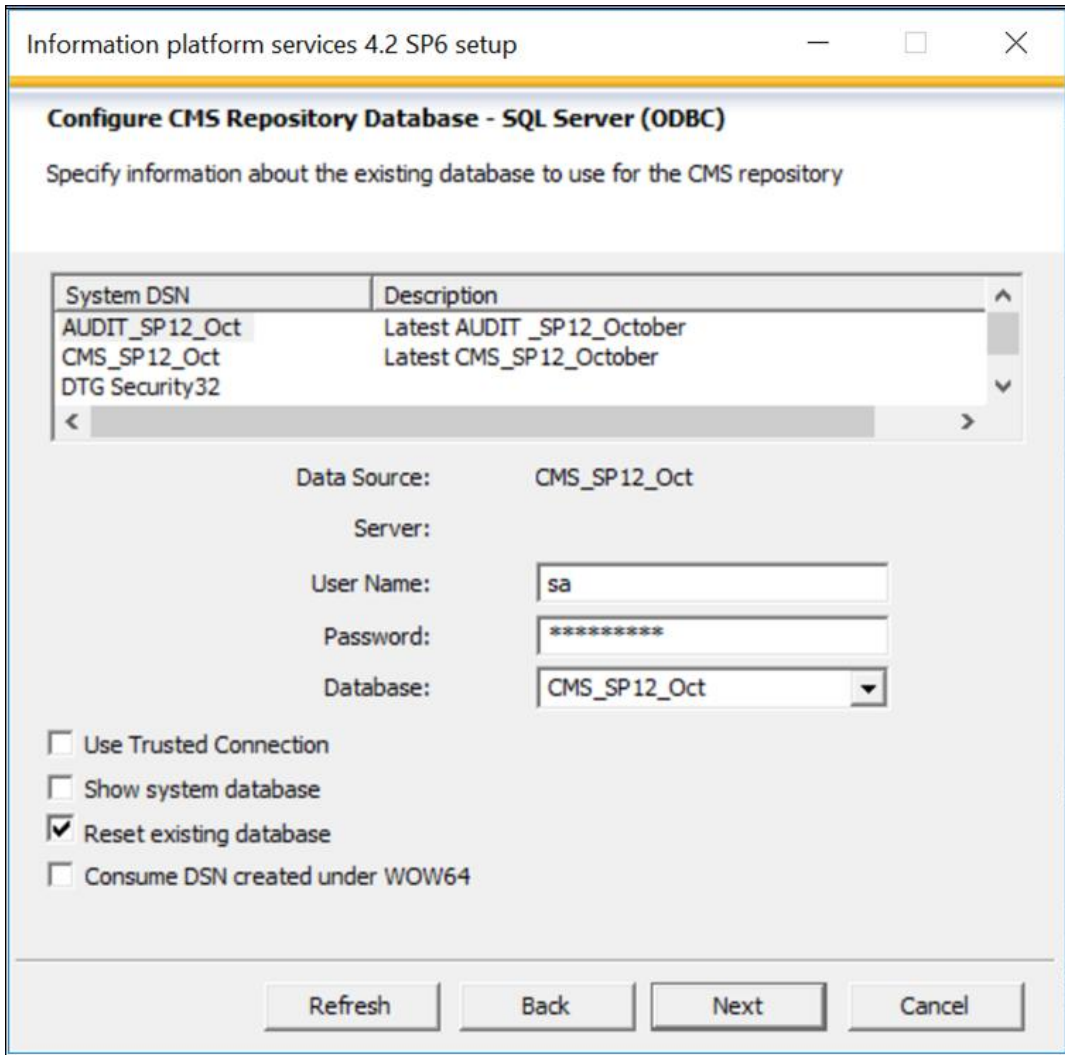 Information platform services 4.2 SP6 setup
Configure CMS Repository Database - SQL Server (ODBC)
Specify information about the existing database to use for the CMS repository
System DSN Description
AUDIT_SP12_Oct Latest AUDIT _SP12_October
CMS_SP12_Oct Latest CMS_SP12_October
DTG Security32
Data Source: CMS_SP12_Oct
Server:
User Name: sa
Password: *********
Database: CMS_SP12_Oct
Use Trusted Connection
Show system database
Reset existing database
Consume DSN created under WOW64
Refresh Back Next Cancel